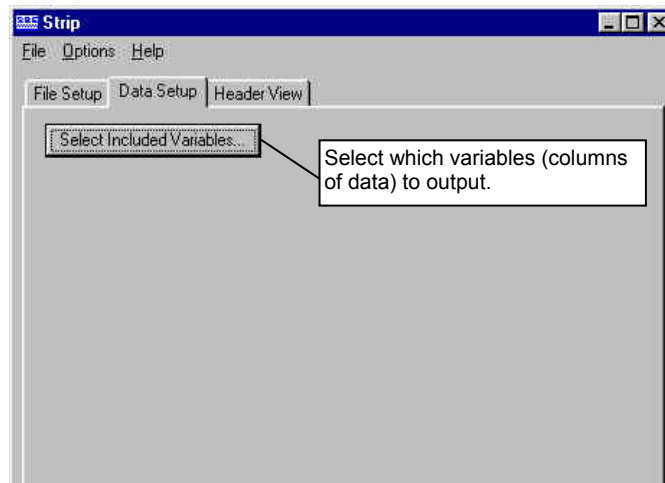 SBE Strip
File Options Help
File Setup Data Setup Header View
Select Included Variables...
Select which variables (columns
of data) to output.